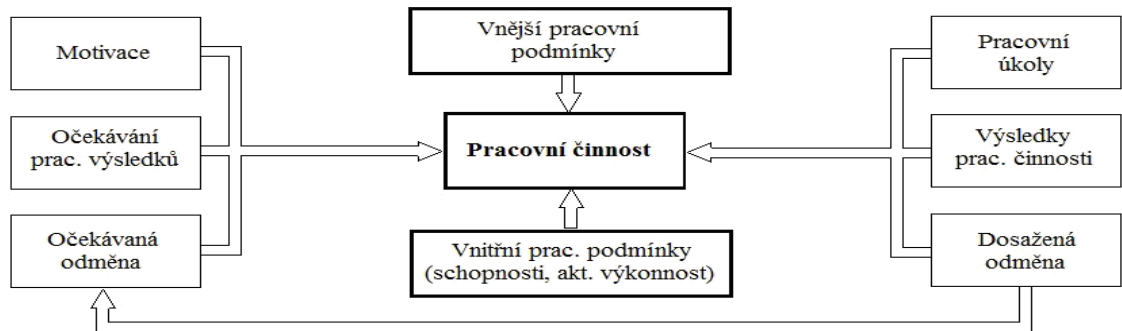 Motivace
Očekávání
prac. výsledků
Očekávaná
odměna
Vnější pracovní
podmínky
Pracovní činnost
Vnitřní prac. podmínky
(schopnosti, akt. výkonnost)
Pracovní
úkoly
Výsledky
prac. činnosti
Dosažená
odměna